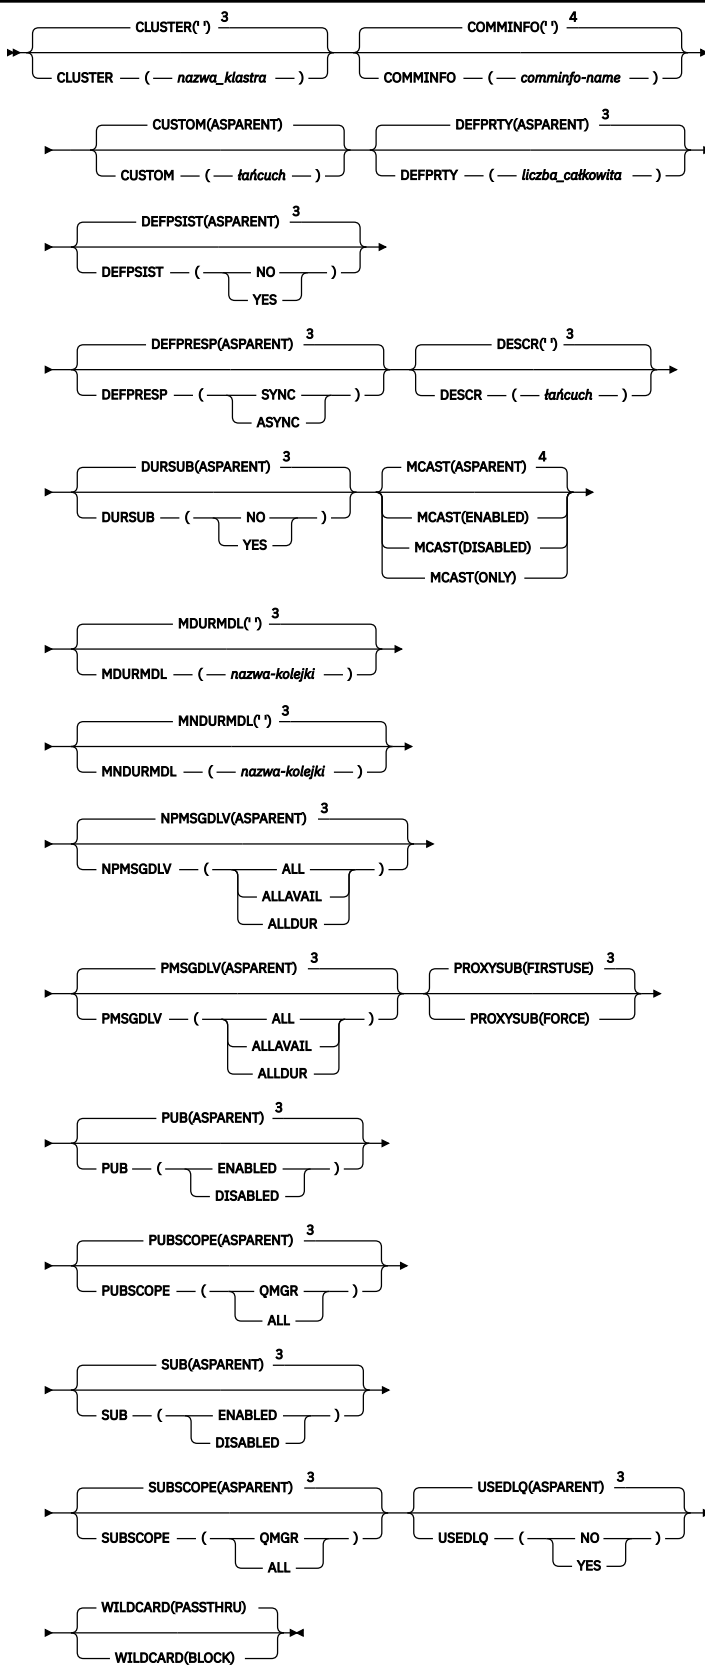 CLUSTER(' ') 3 COMMINFO(' ') 4
CLUSTER ( nazwa_klastra ) COMMINFO ( comminfo-name )
CUSTOM(ASPARENT) DEFPRTY(ASPARENT) 3
CUSTOM ( łańcuch ) DEFPRTY ( liczba_całkowita )
DEFPSIST(ASPARENT) 3
DEFPSIST ( NO )
YES
DEFPRESP(ASPARENT) 3 DESCR(' ') 3
DEFPRESP ( SYNC ) DESCR ( łańcuch )
ASYNC
DURSUB(ASPARENT) 3 MCAST(ASPARENT) 4
DURSUB ( NO ) MCAST(ENABLED)
YES MCAST(DISABLED)
MCAST(ONLY)
MDURMDL(' ') 3
MDURMDL ( nazwa-kolejki )
MNDURMDL(' ') 3
MNDURMDL ( nazwa-kolejki )
NPMSGDLV(ASPARENT) 3
NPMSGDLV ( ALL )
ALLAVAIL
ALLDUR
PMSGDLV(ASPARENT) 3 PROXYSUB(FIRSTUSE) 3
PMSGDLV ( ALL ) PROXYSUB(FORCE)
ALLAVAIL
ALLDUR
PUB(ASPARENT) 3
PUB ( ENABLED )
DISABLED
PUBSCOPE(ASPARENT) 3
PUBSCOPE ( QMGR )
ALL
SUB(ASPARENT) 3
SUB ( ENABLED )
DISABLED
SUBSCOPE(ASPARENT) 3 USEDLQ(ASPARENT) 3
SUBSCOPE ( QMGR ) USEDLQ ( NO )
ALL YES
WILDCARD(PASSTHRU)
WILDCARD(BLOCK)